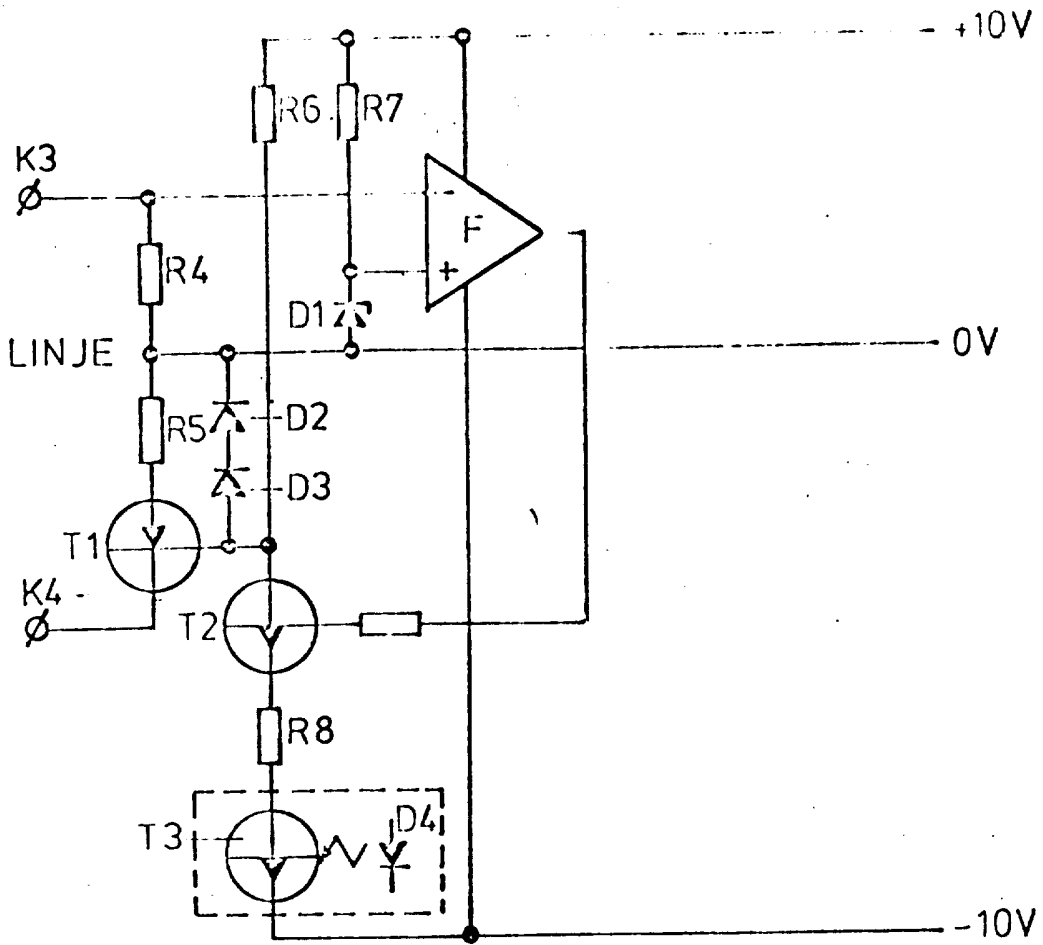 +10V
R6
R7
K3
-
F
R4
+
D1
LINJE
0V
R5
D2
D3
T1
K4
T2
R8
D4
T3
-10V